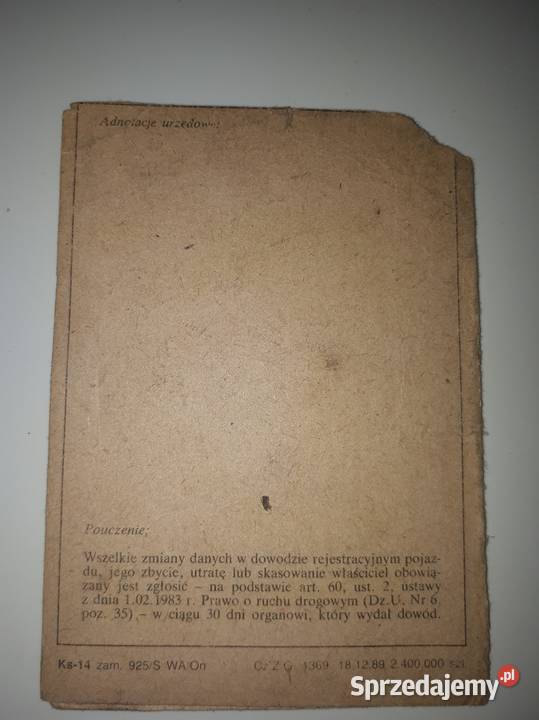 Adnotacje urzędowe:
Pouczenie;
Wszelkie zmiany danych w dowodzie rejestracyjnym pojaz-
du, jego zbycie, utratę lub skasowanie właściciel obowią-
zany jest zgłosić — na podstawie art. 60, ust. 2, ustawy
z dnia 1.02.1983 r. Prawo o ruchu drogowym (Dz.U. Nr 6,
poz. 35),- w ciągu 30 dni organowi, który wydał dowód.
Ks-14 zam. 925/S WA On Cz Z G 1369 18.12.89 2.400.000 szt.
Sprzedajemy.pl